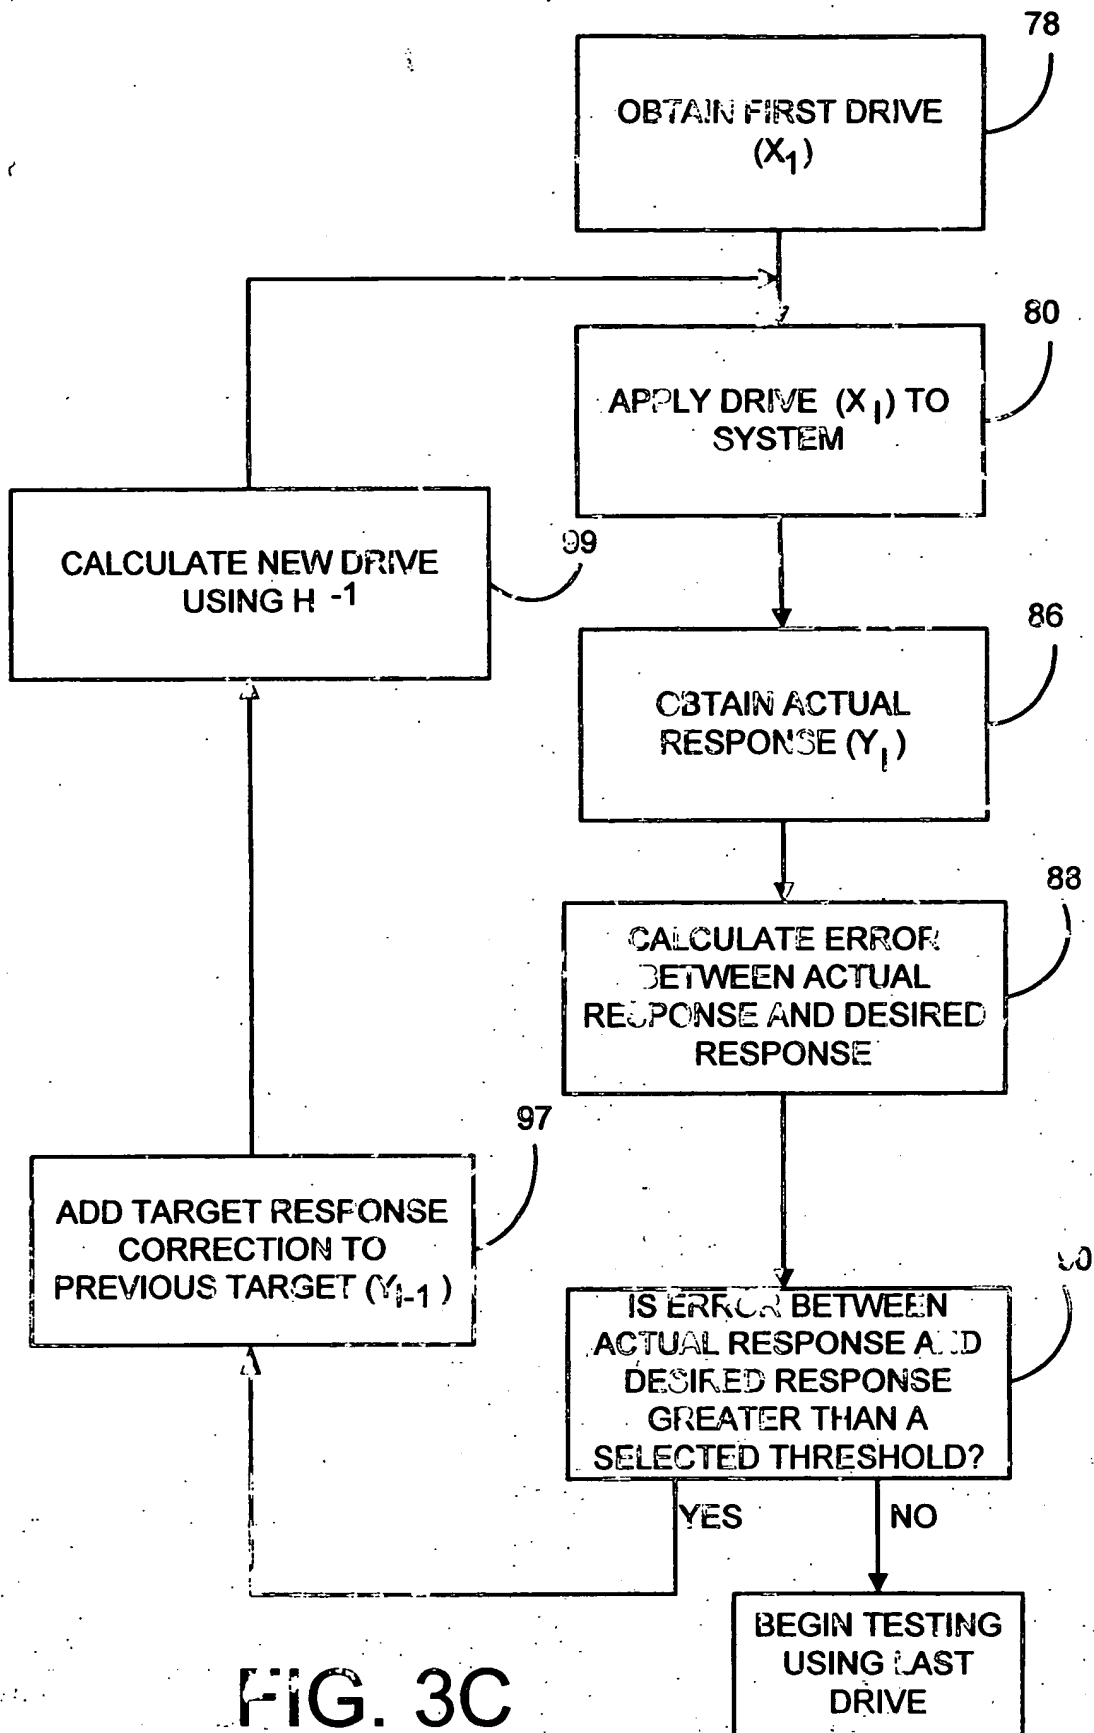 78
OBTAIN FIRST DRIVE
(X1)
80
APPLY DRIVE (XI) TO
SYSTEM
99
CALCULATE NEW DRIVE
USING H -1
86
OBTAIN ACTUAL
RESPONSE (YI)
88
CALCULATE ERROR
BETWEEN ACTUAL
RESPONSE AND DESIRED
RESPONSE
97
ADD TARGET RESPONSE
CORRECTION TO
PREVIOUS TARGET (YI-1)
90
IS ERROR BETWEEN
ACTUAL RESPONSE AND
DESIRED RESPONSE
GREATER THAN A
SELECTED THRESHOLD?
YES
NO
BEGIN TESTING
USING LAST
DRIVE
FIG. 3C